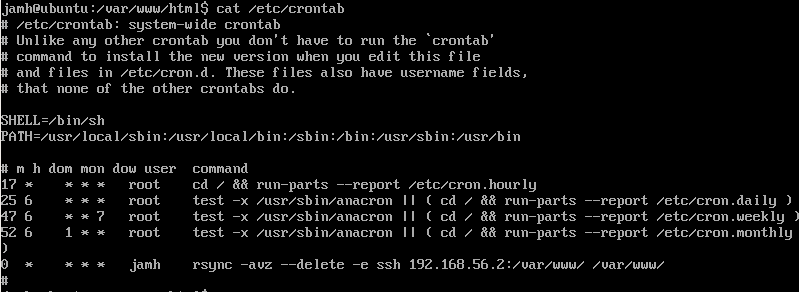 jamh@ubuntu:/var/www/html$ cat /etc/crontab
# /etc/crontab: system-wide crontab
# Unlike any other crontab you don't have to run the `crontab'
# command to install the new version when you edit this file
# and files in /etc/cron.d. These files also have username fields,
# that none of the other crontabs do.

SHELL=/bin/sh
PATH=/usr/local/sbin:/usr/local/bin:/sbin:/bin:/usr/sbin:/usr/bin

# m h dom mon dow user  command
17 *    * * *   root    cd / && run-parts --report /etc/cron.hourly
25 6    * * *   root    test -x /usr/sbin/anacron || ( cd / && run-parts --report /etc/cron.daily )
47 6    * * 7   root    test -x /usr/sbin/anacron || ( cd / && run-parts --report /etc/cron.weekly )
52 6    1 * *   root    test -x /usr/sbin/anacron || ( cd / && run-parts --report /etc/cron.monthly
)
0  *    * * *   jamh    rsync -avz --delete -e ssh 192.168.56.2:/var/www/ /var/www/
#